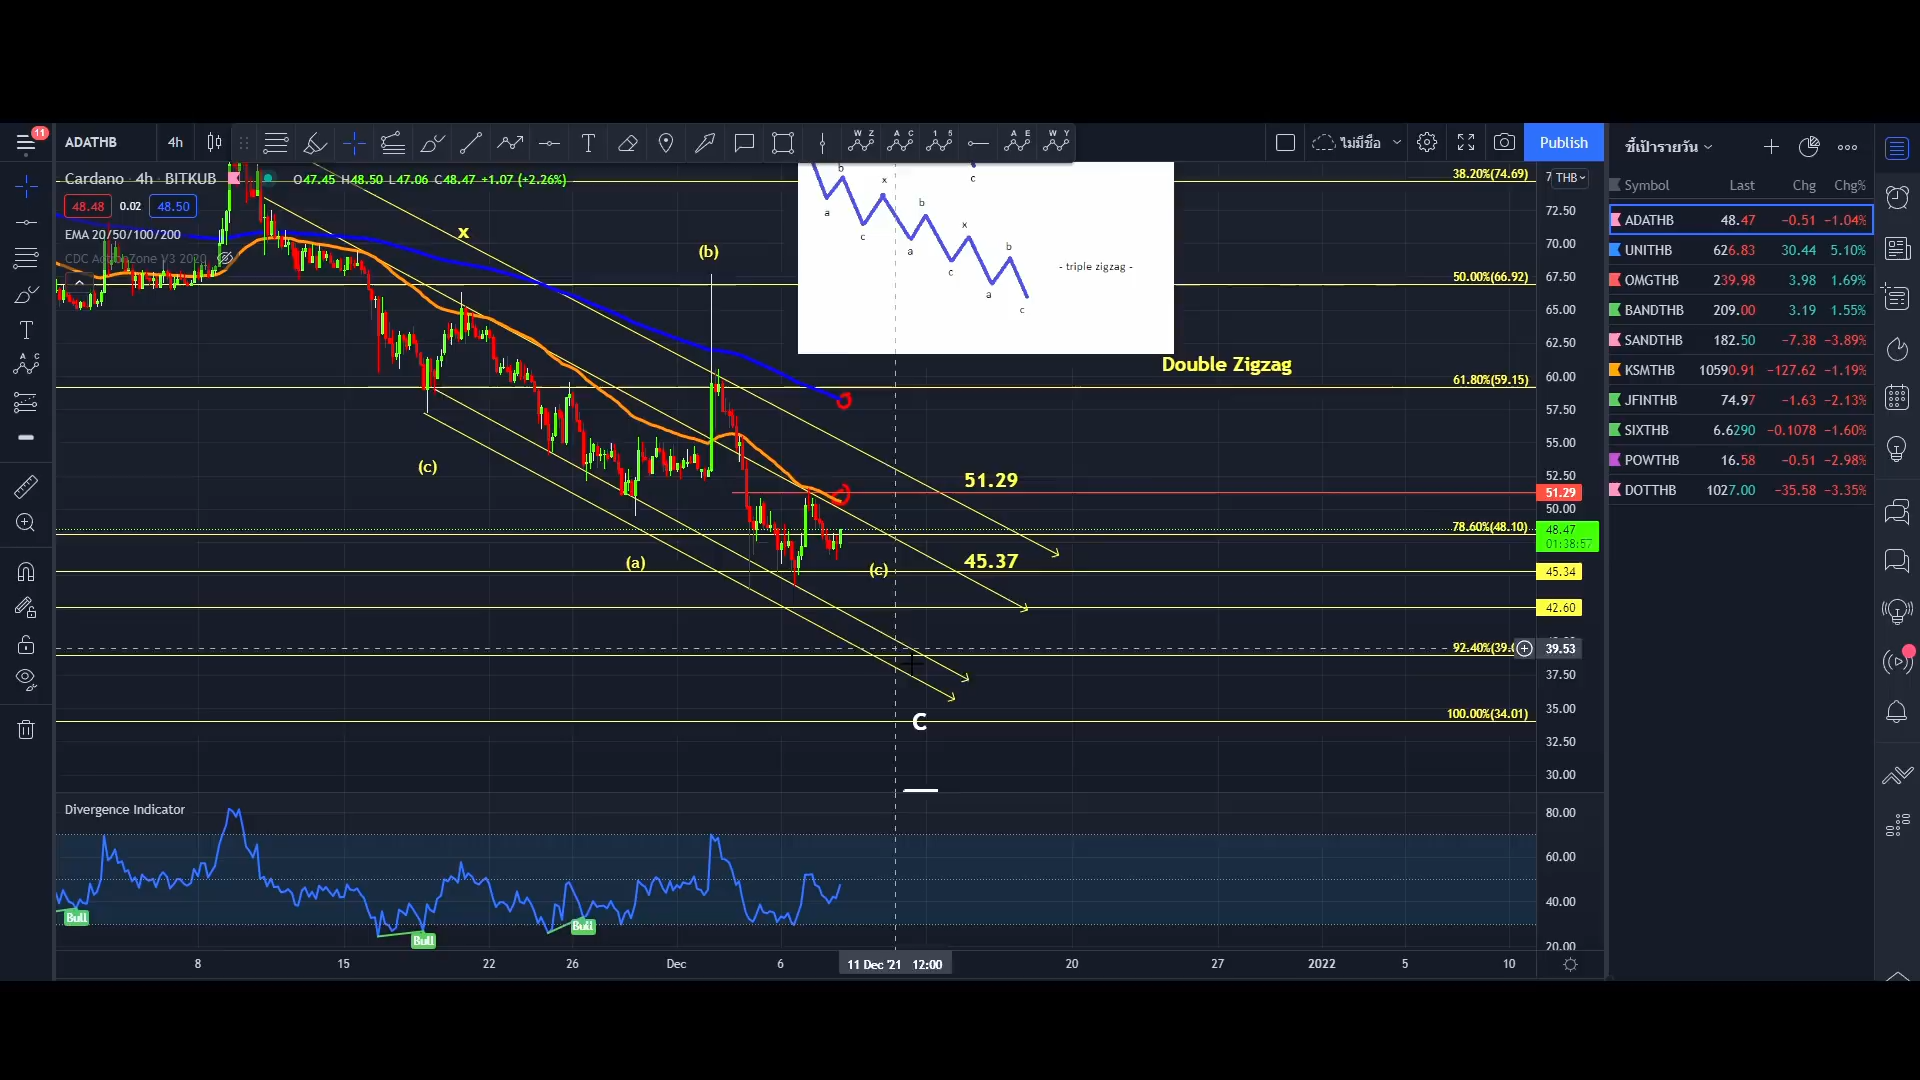 11
ADATHB 4h
W Z A C 1 5 A E W Y
ไม่มีชื่อ
Publish
ชี้เป้ารายวัน
Cardano · 4h · BITKUB O47.45 H48.50 L47.06 C48.47 +1.07 (+2.26%)
48.48 0.02 48.50
EMA 20/50/100/200
CDC ActionZone V3 2020
x
(b)
(c)
(a)
(c)
b
x
a
c
b
a
c
x
c
b
a
c
- triple zigzag -
Double Zigzag
51.29
45.37
C
38.20%(74.69)
50.00%(66.92)
61.80%(59.15)
78.60%(48.10)
100.00%(34.01)
THB
72.50
70.00
67.50
65.00
62.50
60.00
57.50
55.00
52.50
51.29
50.00
48.47
01:38:57
45.34
42.60
39.53
37.50
35.00
32.50
30.00
Symbol Last Chg Chg%
ADATHB 48.47 −0.51 −1.04%
UNITHB 626.83 30.44 5.10%
OMGTHB 239.98 3.98 1.69%
BANDTHB 209.00 3.19 1.55%
SANDTHB 182.50 −7.38 −3.89%
KSMTHB 10590.91 −127.62 −1.19%
JFINTHB 74.97 −1.63 −2.13%
SIXTHB 6.6290 −0.1078 −1.60%
POWTHB 16.58 −0.51 −2.98%
DOTTHB 1027.00 −35.58 −3.35%
T
A C
Divergence Indicator
80.00
60.00
40.00
20.00
Bull
Bull
Bull
8 15 22 26 Dec 6 11 Dec '21 12:00 20 27 2022 5 10